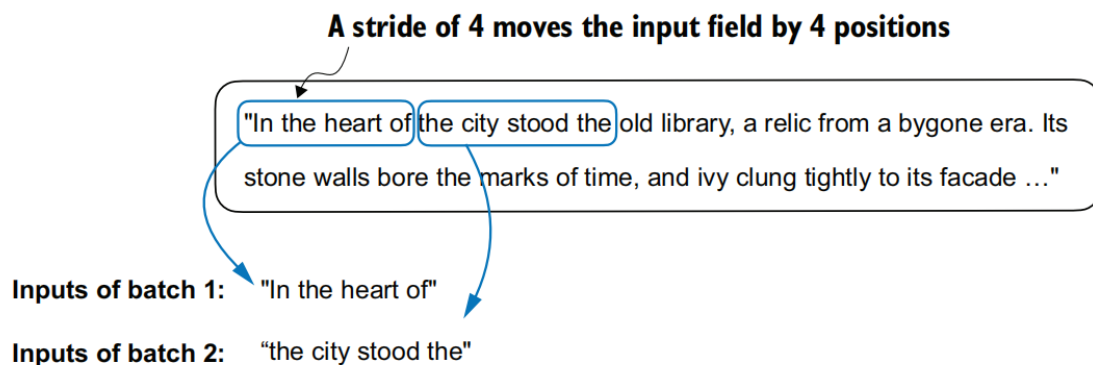 A stride of 4 moves the input field by 4 positions
"In the heart of the city stood the old library, a relic from a bygone era. Its
stone walls bore the marks of time, and ivy clung tightly to its facade …"
Inputs of batch 1: "In the heart of"
Inputs of batch 2: “the city stood the"